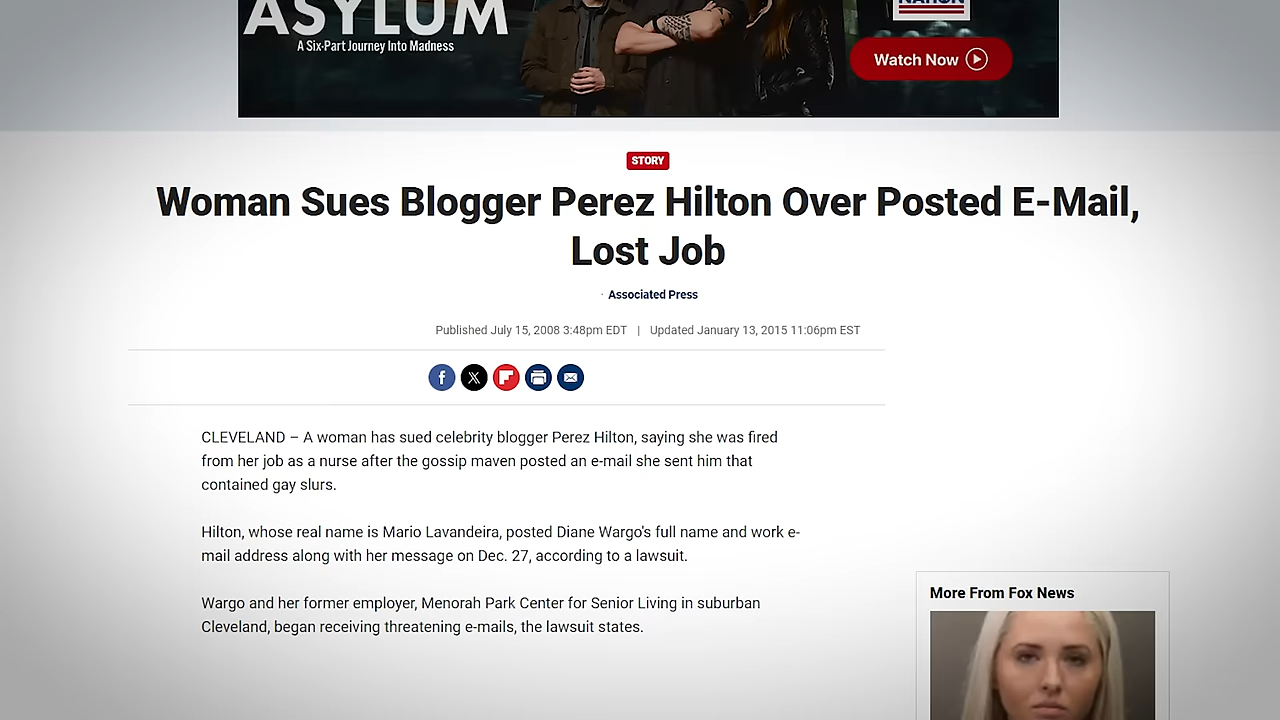 ASYLUM
A Six-Part Journey Into Madness
NATION
Watch Now
STORY
Woman Sues Blogger Perez Hilton Over Posted E-Mail,
Lost Job
· Associated Press
Published July 15, 2008 3:48pm EDT | Updated January 13, 2015 11:06pm EST
CLEVELAND – A woman has sued celebrity blogger Perez Hilton, saying she was fired
from her job as a nurse after the gossip maven posted an e-mail she sent him that
contained gay slurs.
Hilton, whose real name is Mario Lavandeira, posted Diane Wargo's full name and work e-
mail address along with her message on Dec. 27, according to a lawsuit.
Wargo and her former employer, Menorah Park Center for Senior Living in suburban
Cleveland, began receiving threatening e-mails, the lawsuit states.
More From Fox News